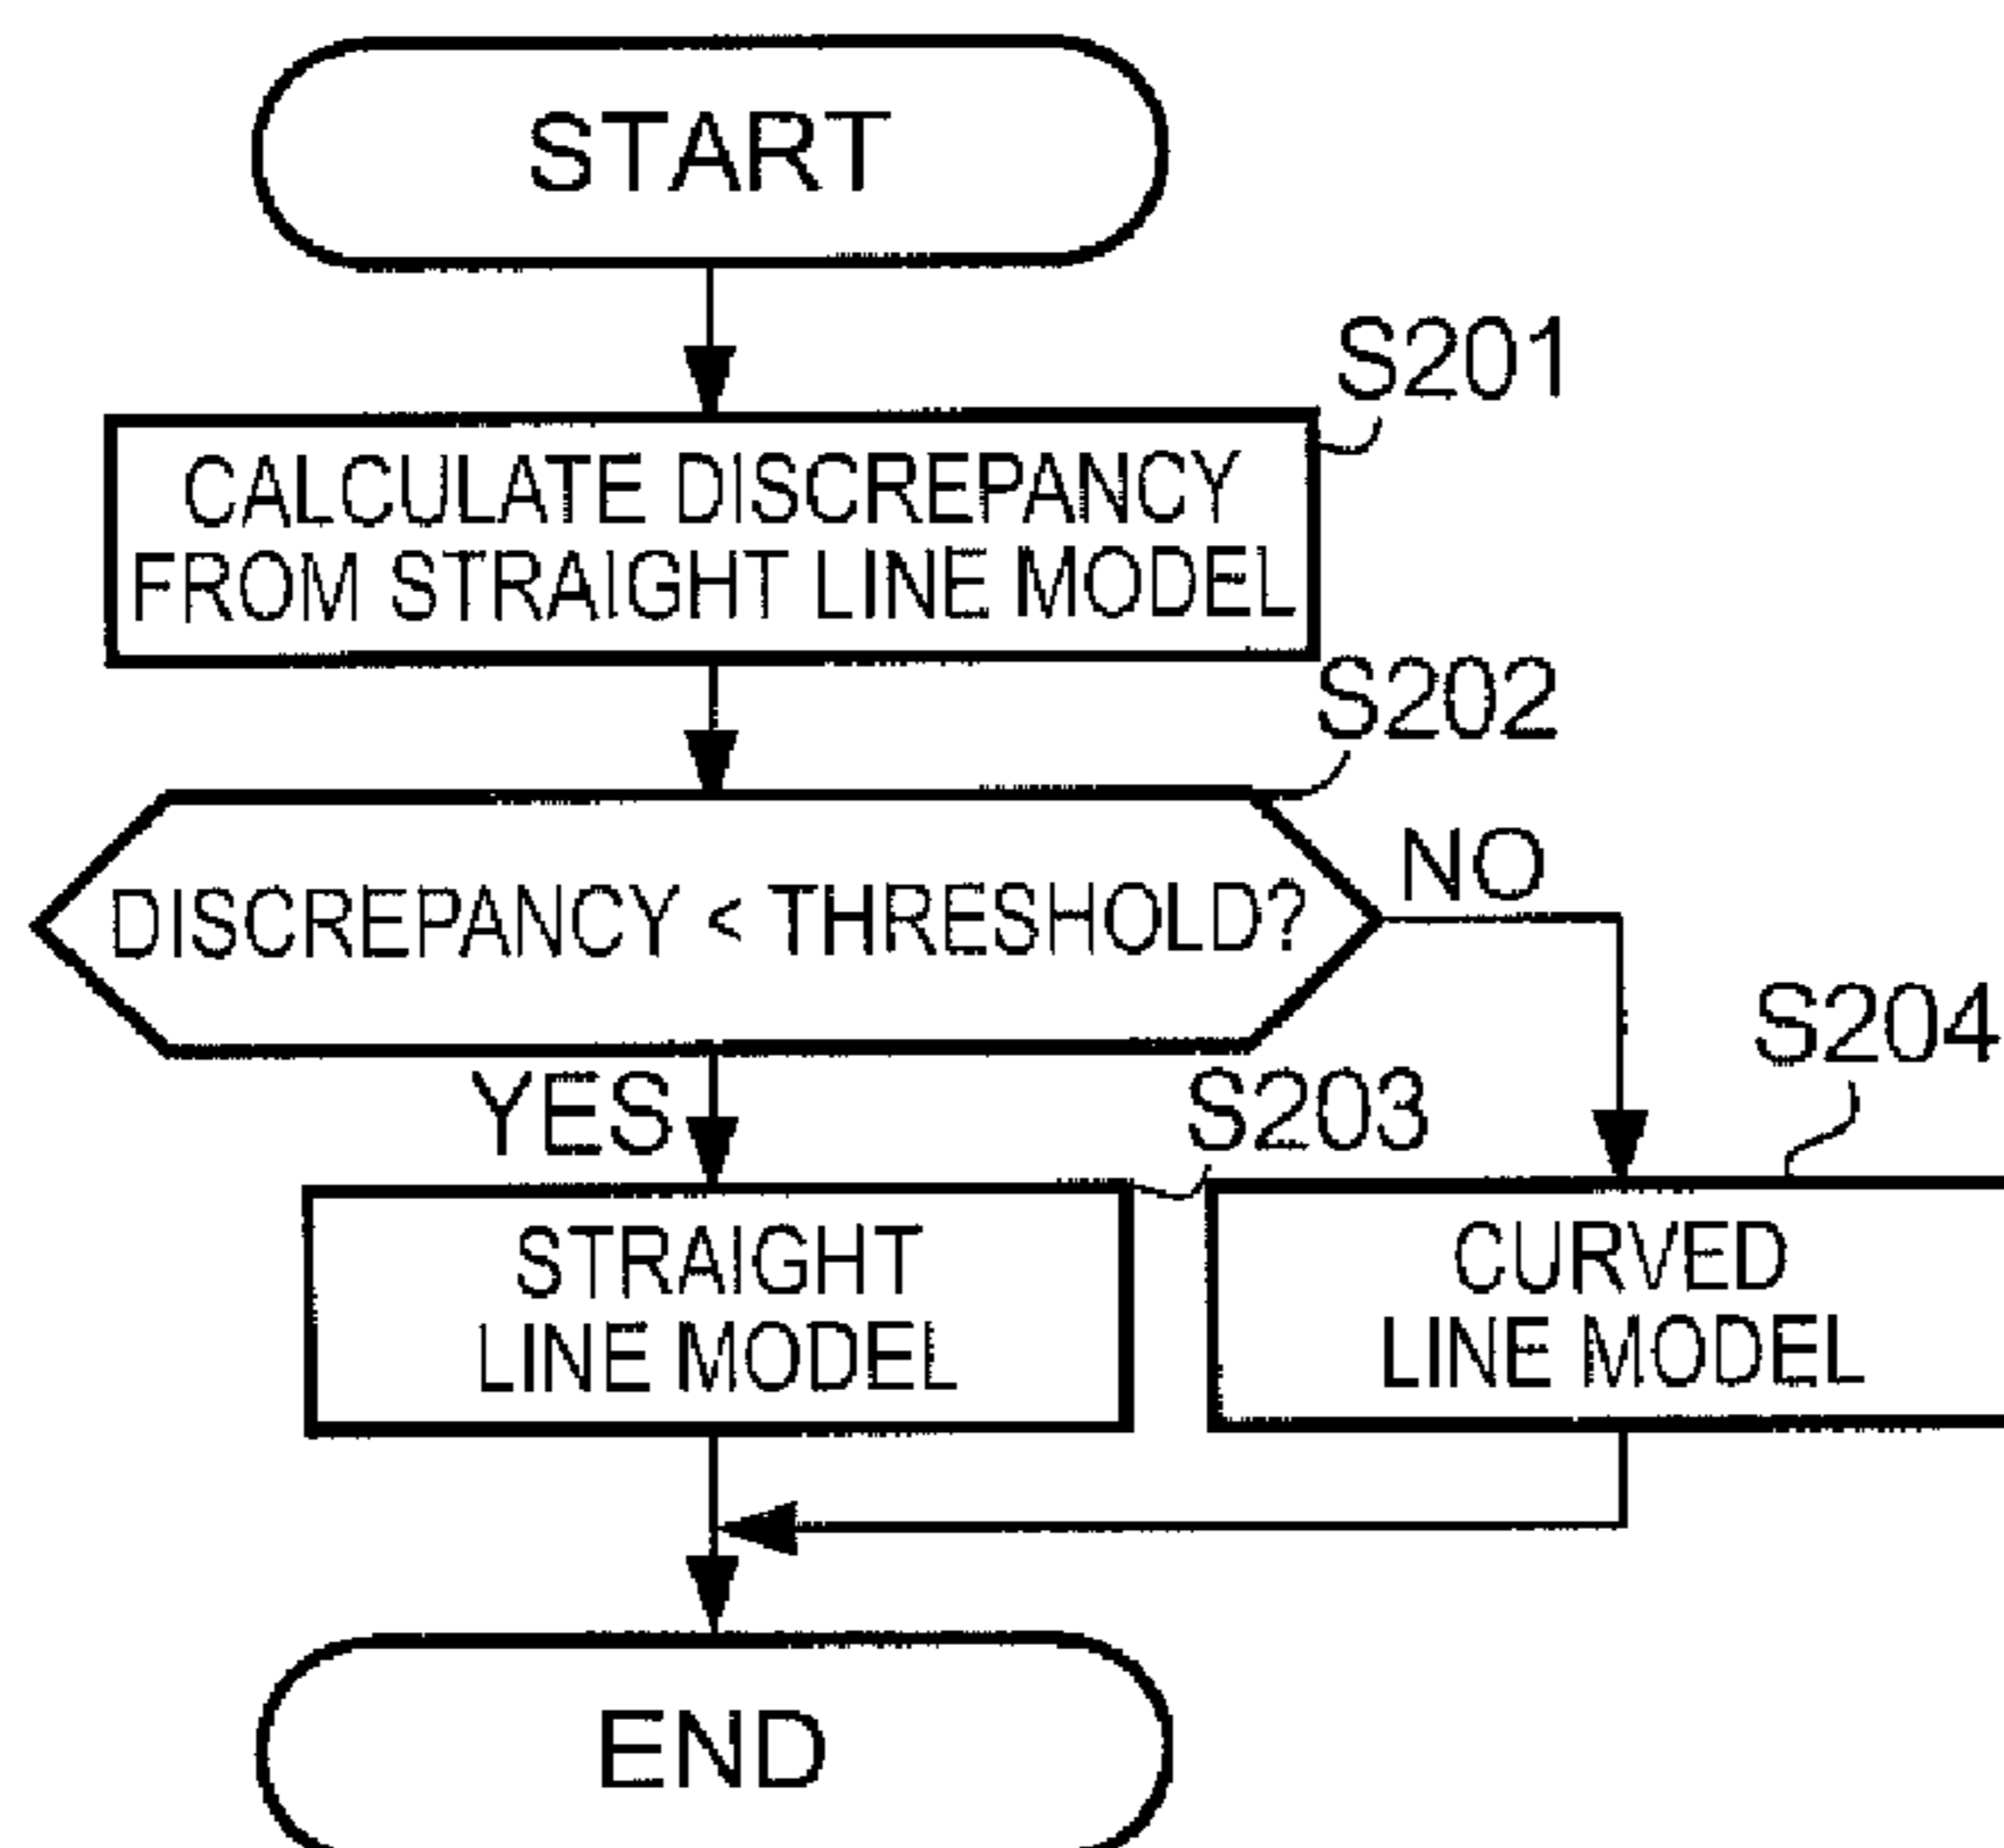 START
S201
CALCULATE DISCREPANCY
FROM STRAIGHT LINE MODEL
S202
DISCREPANCY < THRESHOLD?
NO
YES
S203
S204
STRAIGHT
LINE MODEL
CURVED
LINE MODEL
END